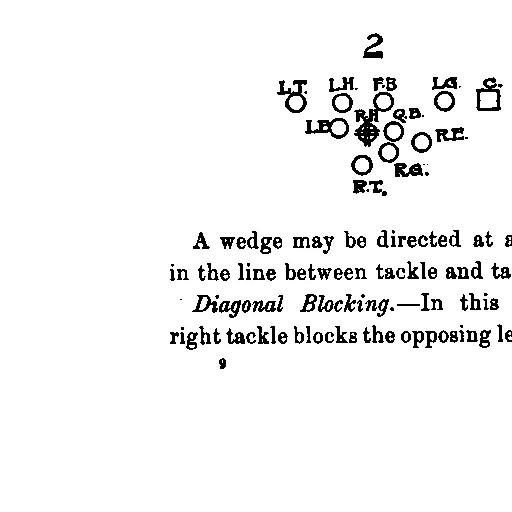 2
L.T. L.H. F.B L.G. C.
L.E R.H Q.B.
R.E.
R.G.
R.T.
A wedge may be directed at a
in the line between tackle and ta
Diagonal Blocking.—In this
right tackle blocks the opposing le
9